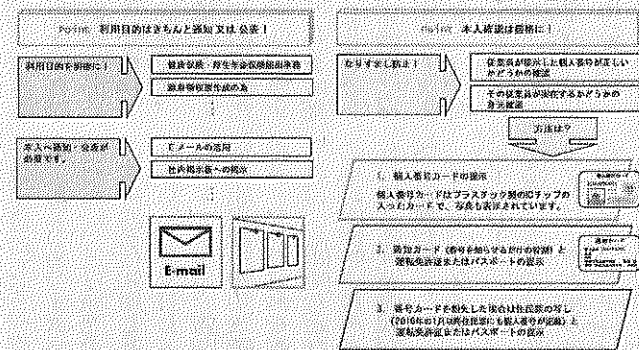 Point 利用目的はきちんと通知又は公表！
利用目的を明確に！
健康保険・厚生年金保険届出事務
源泉徴収票作成の為
本人へ通知・公表が
必要です。
Eメールの活用
社内掲示板への掲示
E-mail
Point 本人確認は厳格に！
なりすまし防止！
従業員が提示した個人番号が正しい
かどうかの確認
その従業員が実在するかどうかの
身元確認
方法は？
1. 個人番号カードの提示
個人番号カードはプラスチック製のICチップの
入ったカードで、写真も表示されています。
2. 通知カード（番号を知らせるだけの役割）と
運転免許証またはパスポートの提示
通知カード
3. 番号カードを紛失した場合は住民票の写し
（2016年の1月以降住民票にも個人番号が記載）と
運転免許証またはパスポートの提示